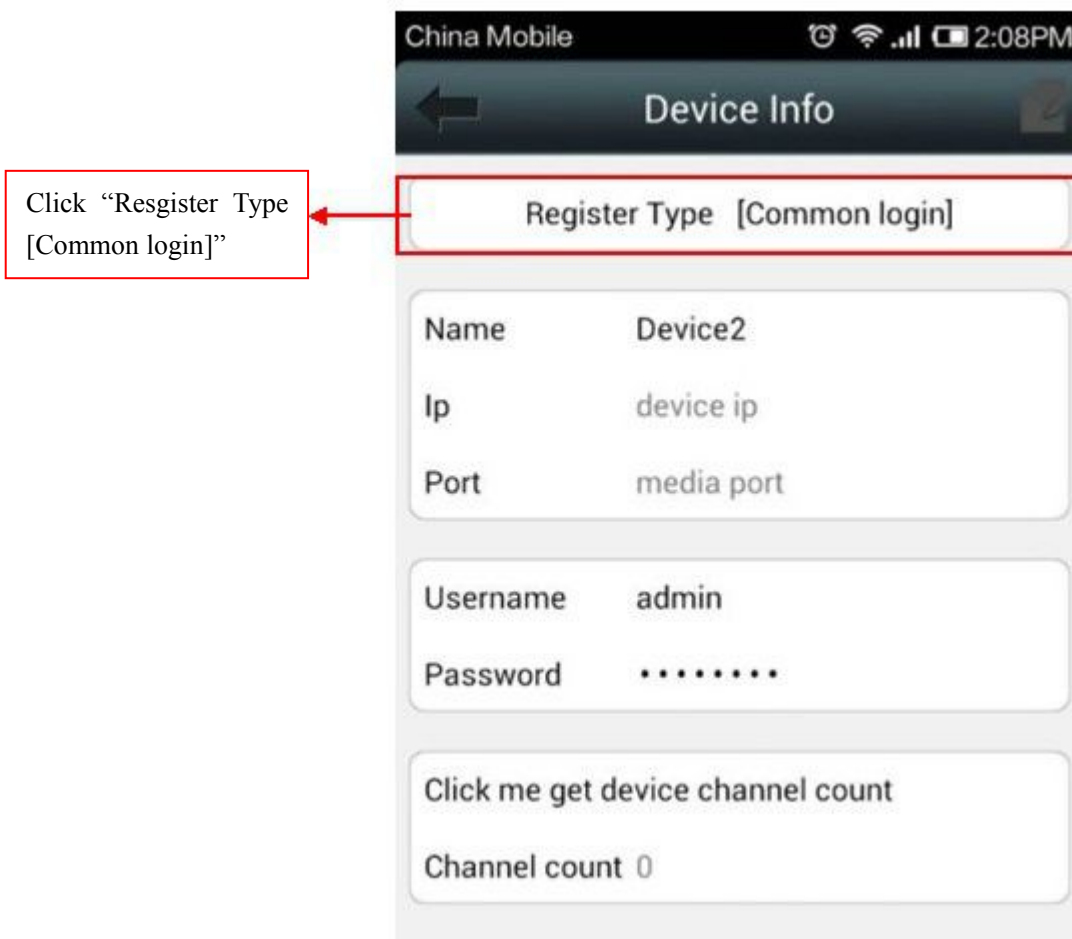 China Mobile 2:08PM
Device Info
Click “Resgister Type
[Common login]”
Register Type [Common login]
Name Device2
Ip device ip
Port media port
Username admin
Password ••••••••
Click me get device channel count
Channel count 0